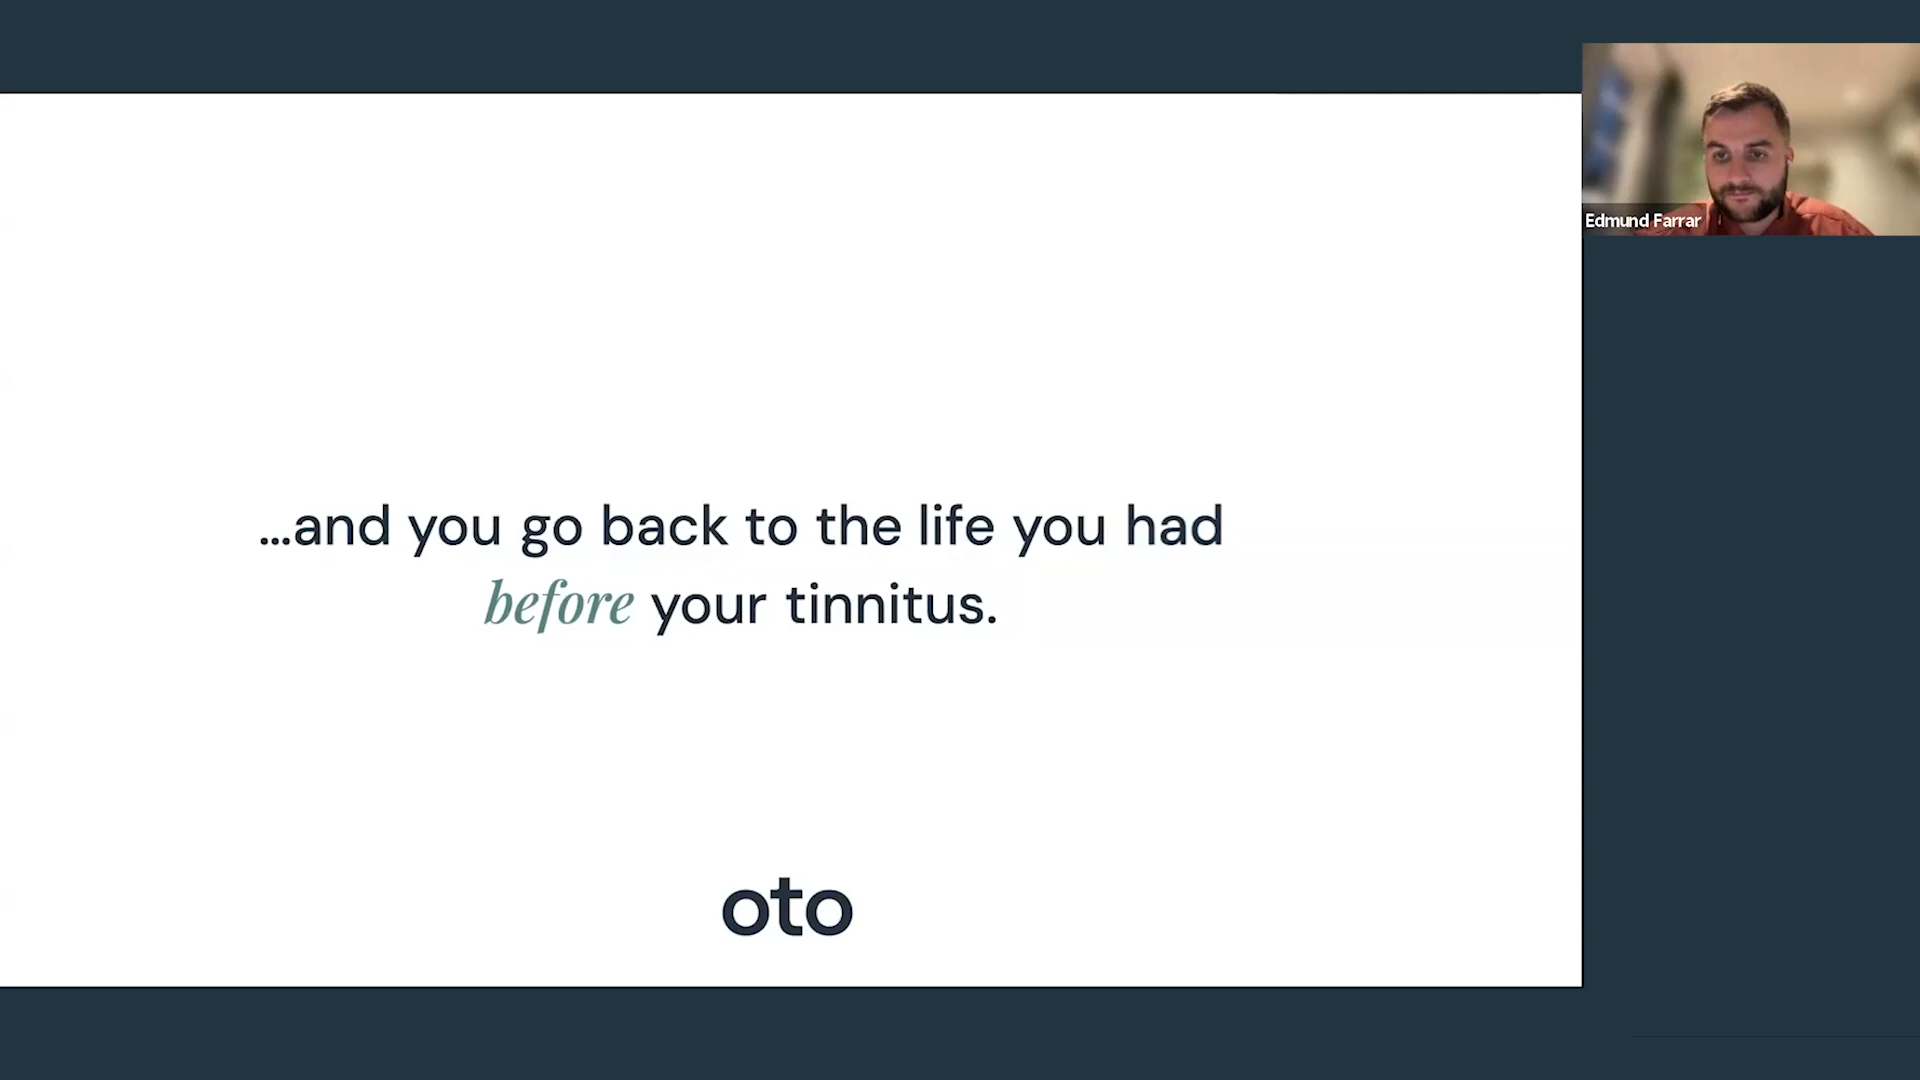 ...and you go back to the life you had
before your tinnitus.
oto
Edmund Farrar